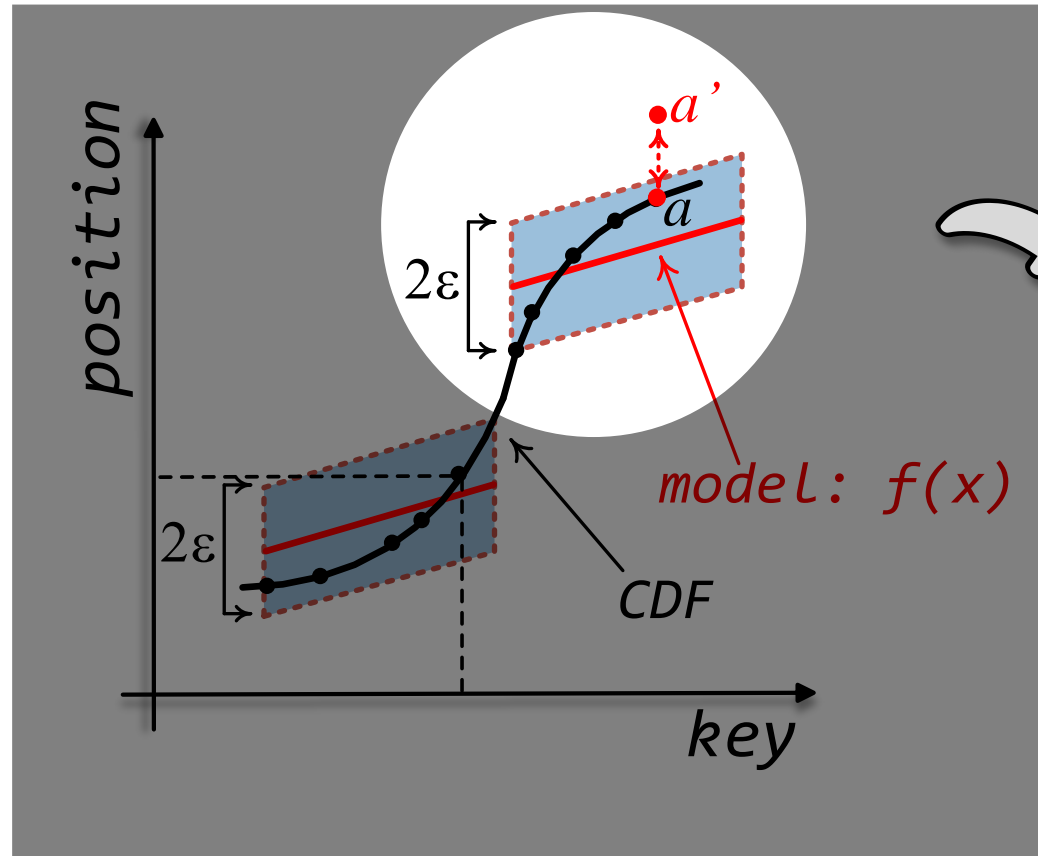 position
a’
a
2ε
model: f(x)
2ε
CDF
key